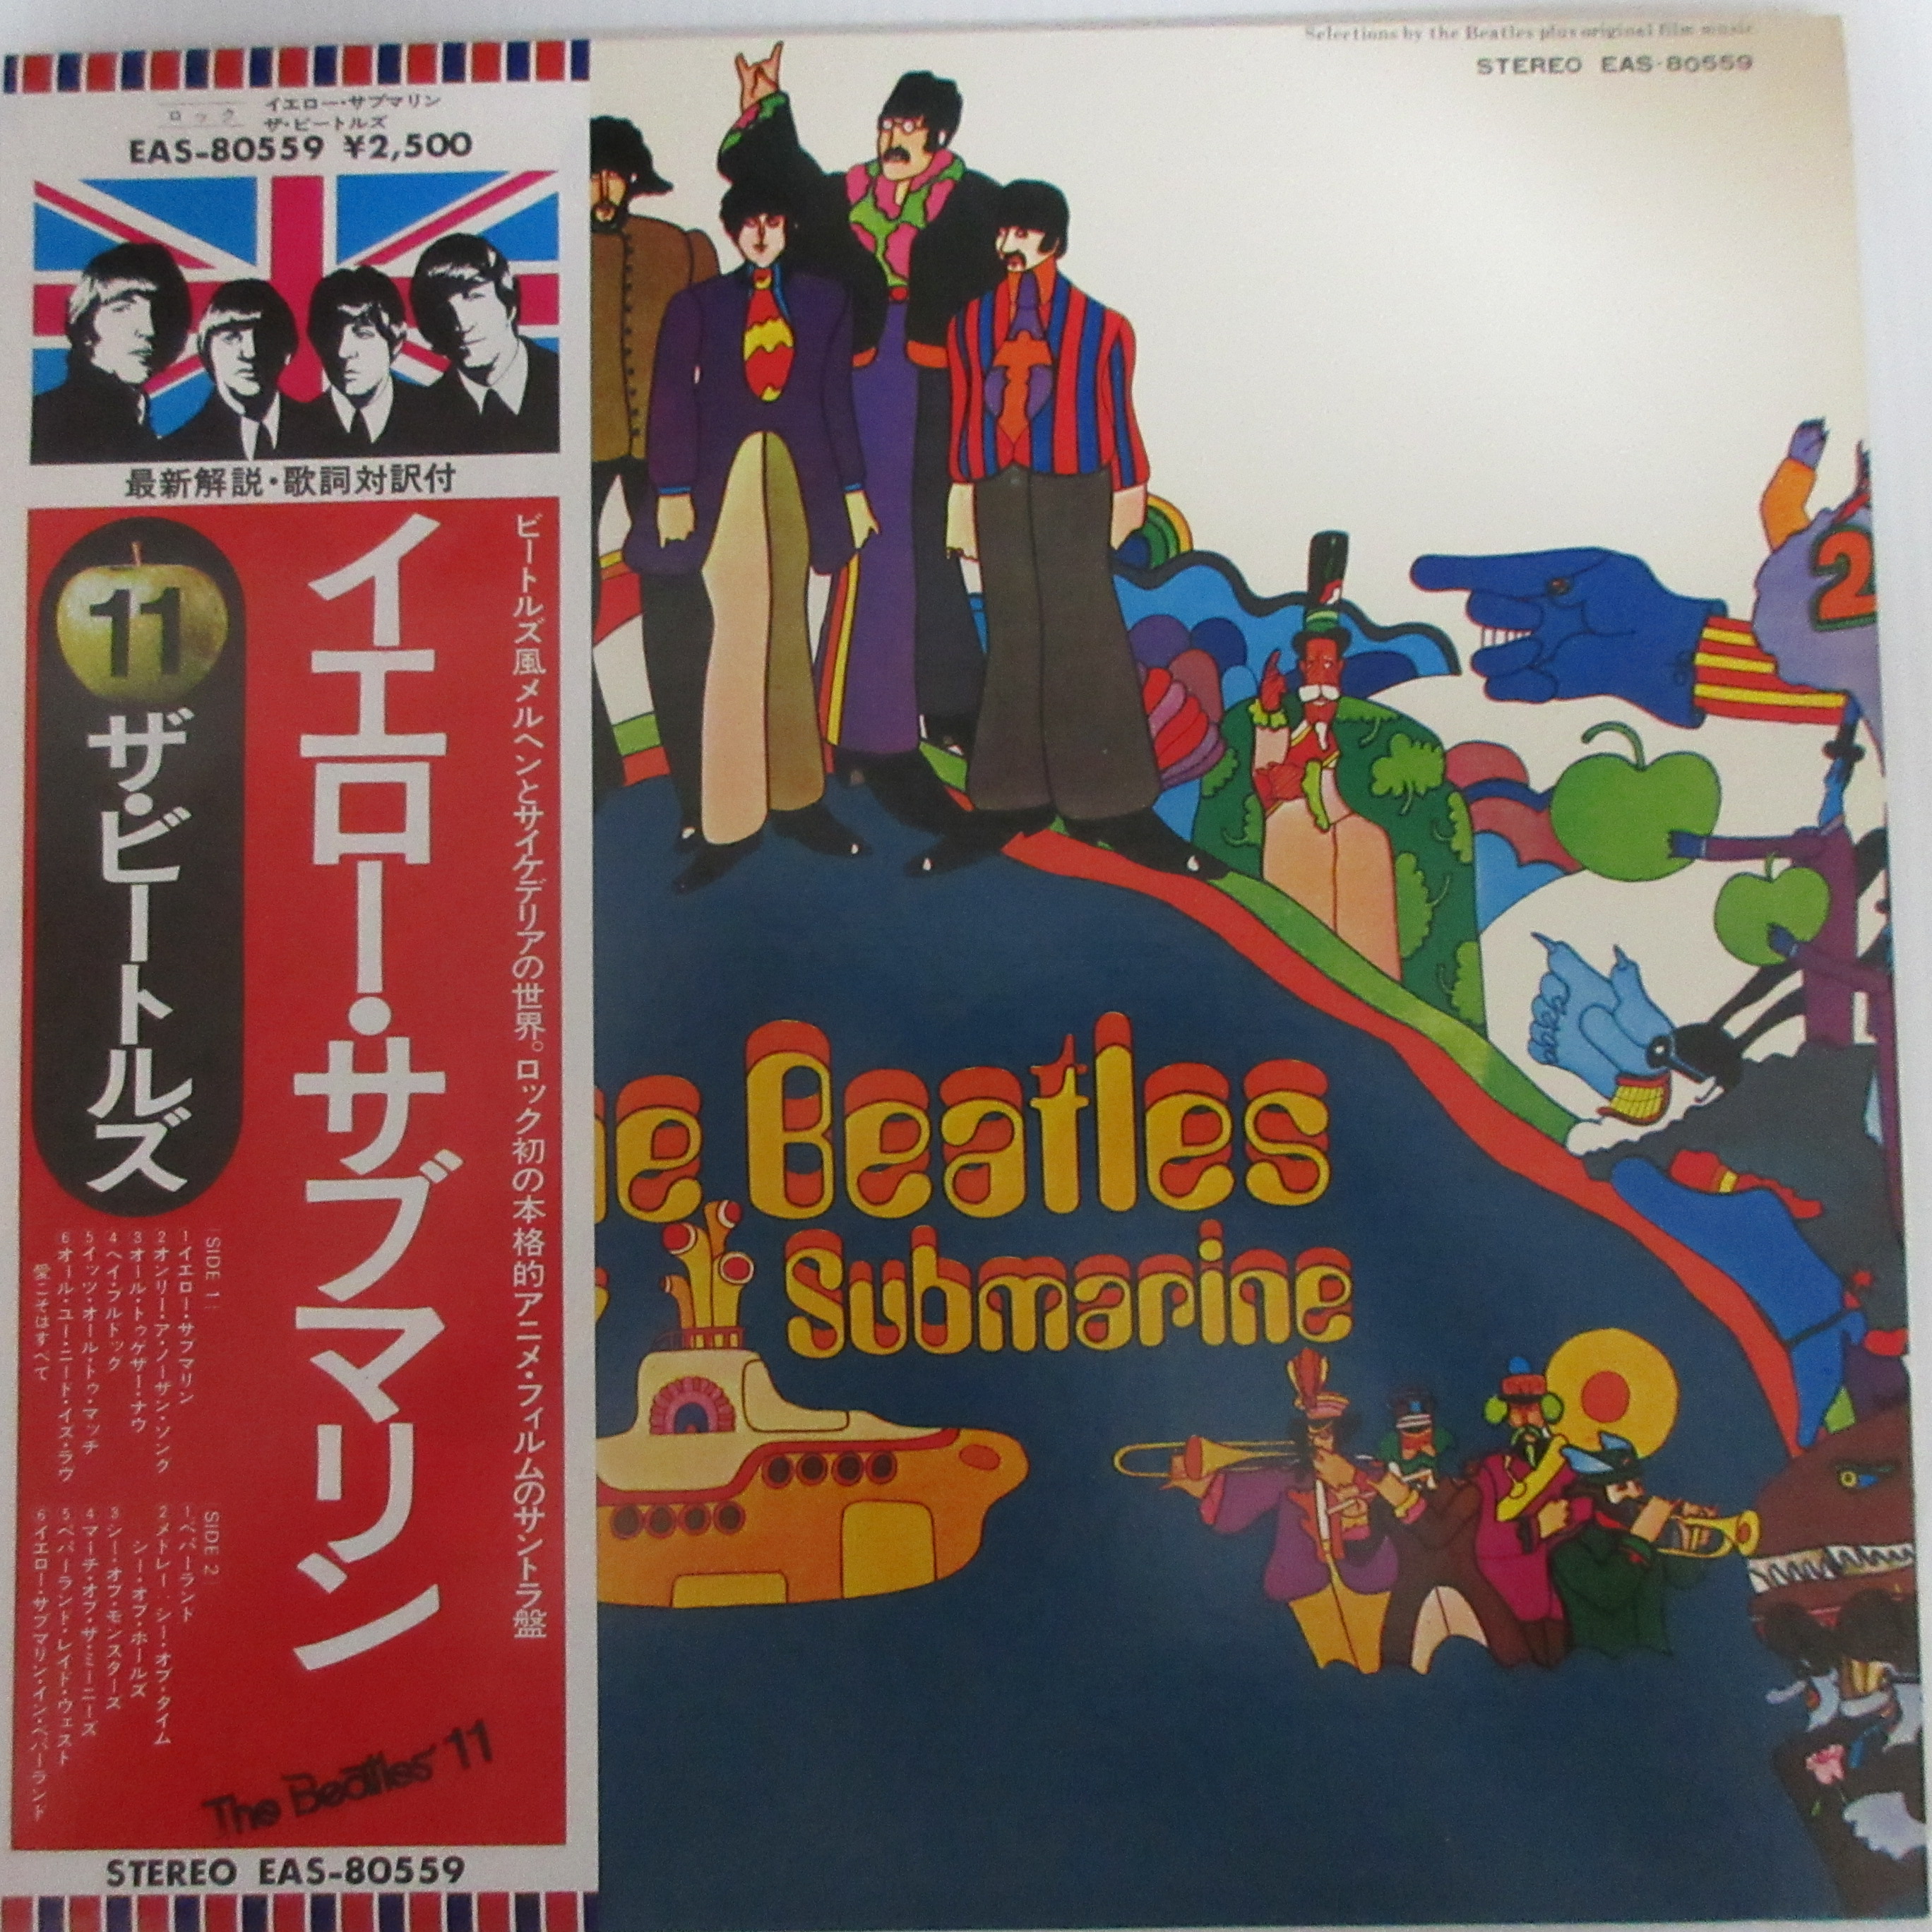 ロック
イエロー・サブマリン
ザ・ビートルズ
EAS-80559 ¥2,500
最新解説・歌詞対訳付
ビートルズ風メルヘンとサイケデリアの世界。ロック初の本格的アニメ・フィルムのサントラ盤
イエロー・サブマリン
11
ザ・ビートルズ
SIDE 1
1 イエロー・サブマリン
2 オンリー・ア・ノーザン・ソング
3 オール・トゥゲザー・ナウ
4 ヘイ・ブルドッグ
5 イッツ・オール・トゥ・マッチ
6 オール・ユー・ニード・イズ・ラヴ
愛こそはすべて
SIDE 2
1 ペパーランド
2 メドレー シー・オブ・タイム
シー・オブ・ホールズ
3 シー・オブ・モンスターズ
4 マーチ・オブ・ザ・ミーニーズ
5 ペパーランド・レイド・ウェスト
6 イエロー・サブマリン・イン・ペパーランド
The Beatles 11
STEREO EAS-80559
Selections by the Beatles plus original film music
STEREO EAS-80559
2
he Beatles
Submarine